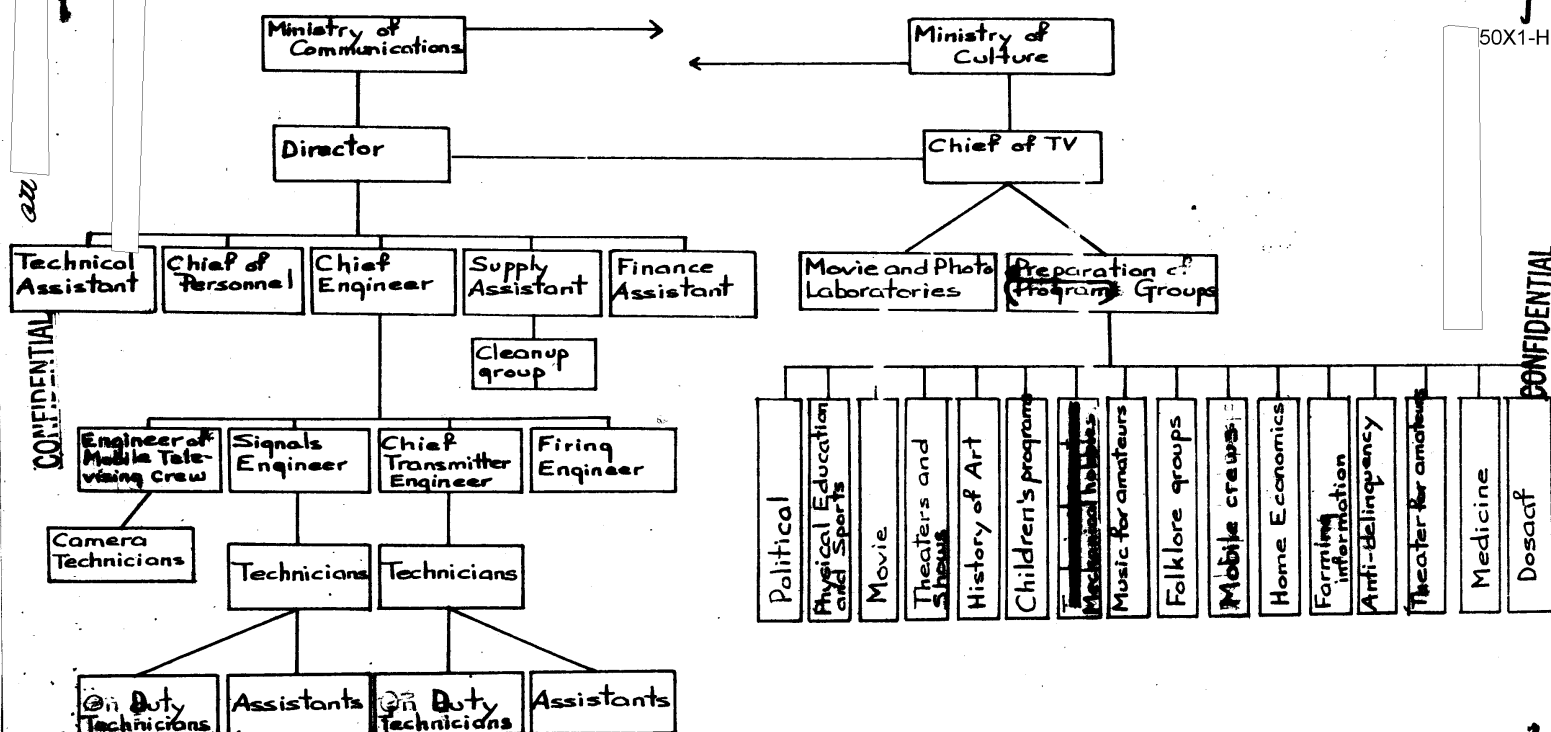 50X1-H
Ministry of
Communications
Ministry of
Culture
Director
Chief of TV
all
Technical
Assistant
Chief of
Personnel
Chief
Engineer
Supply
Assistant
Finance
Assistant
Movie and Photo
Laboratories
Preparation of
Programs Groups
Cleanup
group
CONFIDENTIAL
CONFIDENTIAL
Engineer of
Mobile Tele-
vising Crew
Signals
Engineer
Chief
Transmitter
Engineer
Firing
Engineer
Camera
Technicians
Technicians
Technicians
Political
Physical Education
and Sports
Movie
Theaters and
Shows
History of Art
Children's programs
Mechanical hobbies
Music for amateurs
Folklore groups
Mobile crews
Home Economics
Farming
information
Anti-delinquency
Theater for amateurs
Medicine
Dosaaf
On Duty
Technicians
Assistants
On Duty
Technicians
Assistants